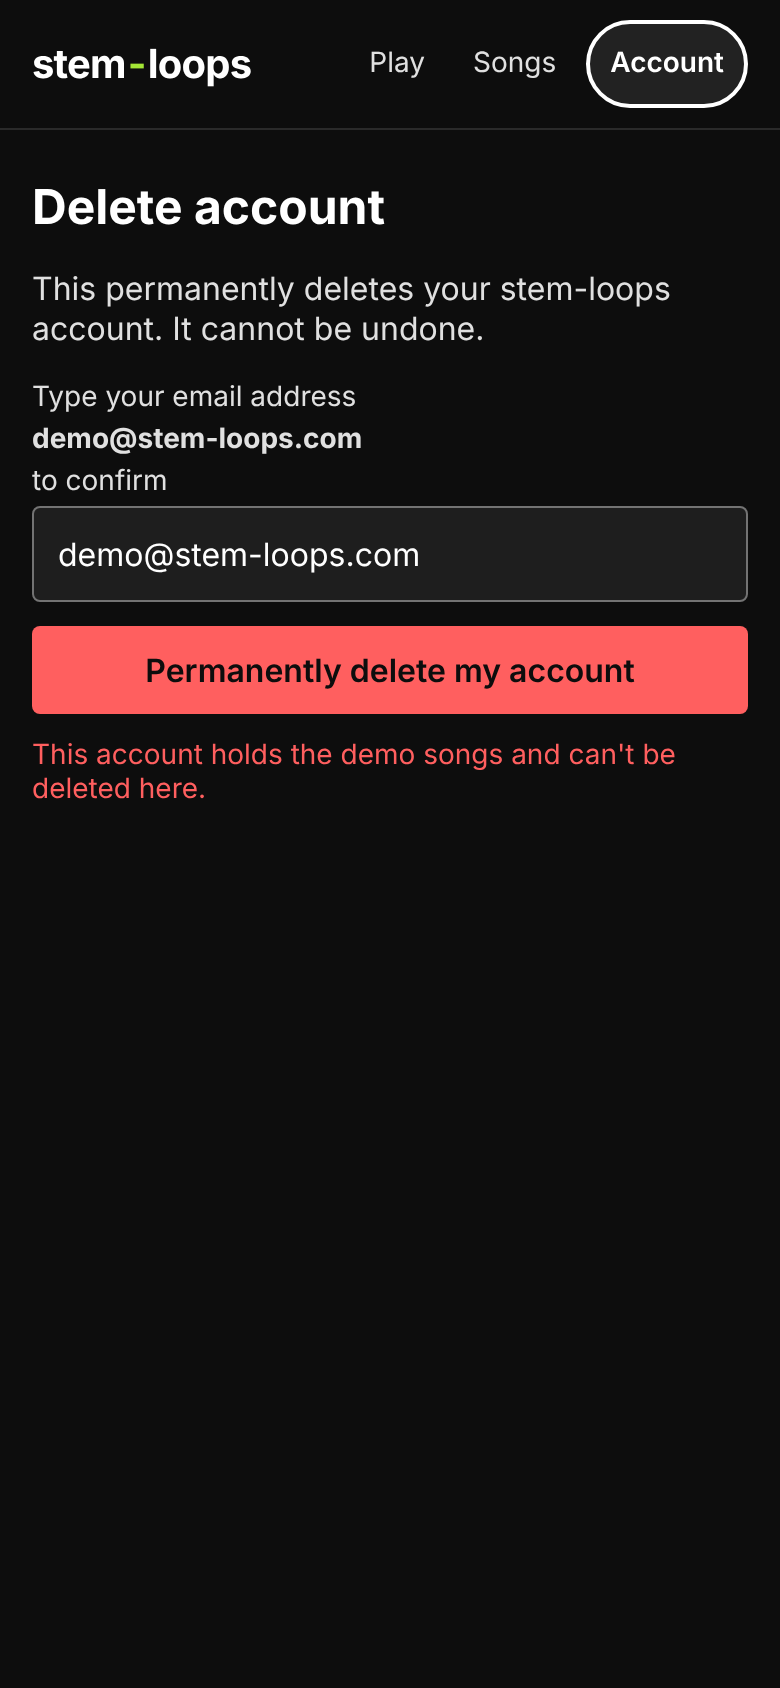 stem-loops
Play Songs Account
Delete account
This permanently deletes your stem-loops
account. It cannot be undone.
Type your email address
demo@stem-loops.com
to confirm
demo@stem-loops.com
Permanently delete my account
This account holds the demo songs and can't be
deleted here.